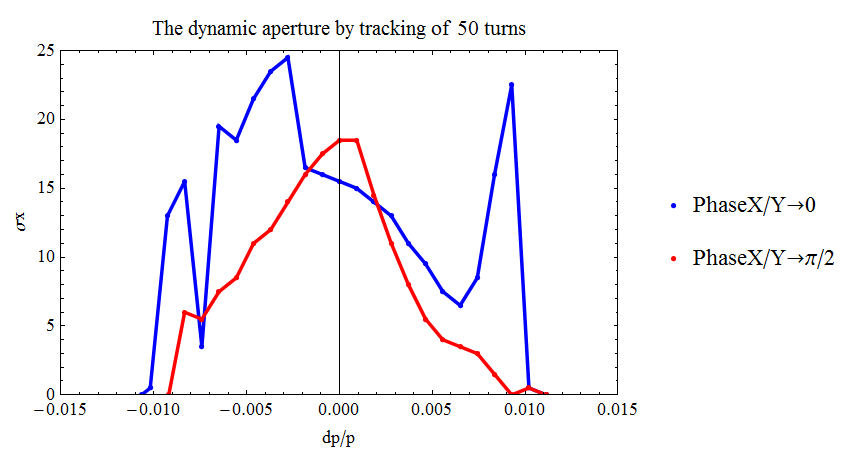 The dynamic aperture by tracking of 50 turns
25
20
15
10
5
0
σx
−0.015 −0.010 −0.005 0.000 0.005 0.010 0.015
dp/p
PhaseX/Y→0
PhaseX/Y→π/2